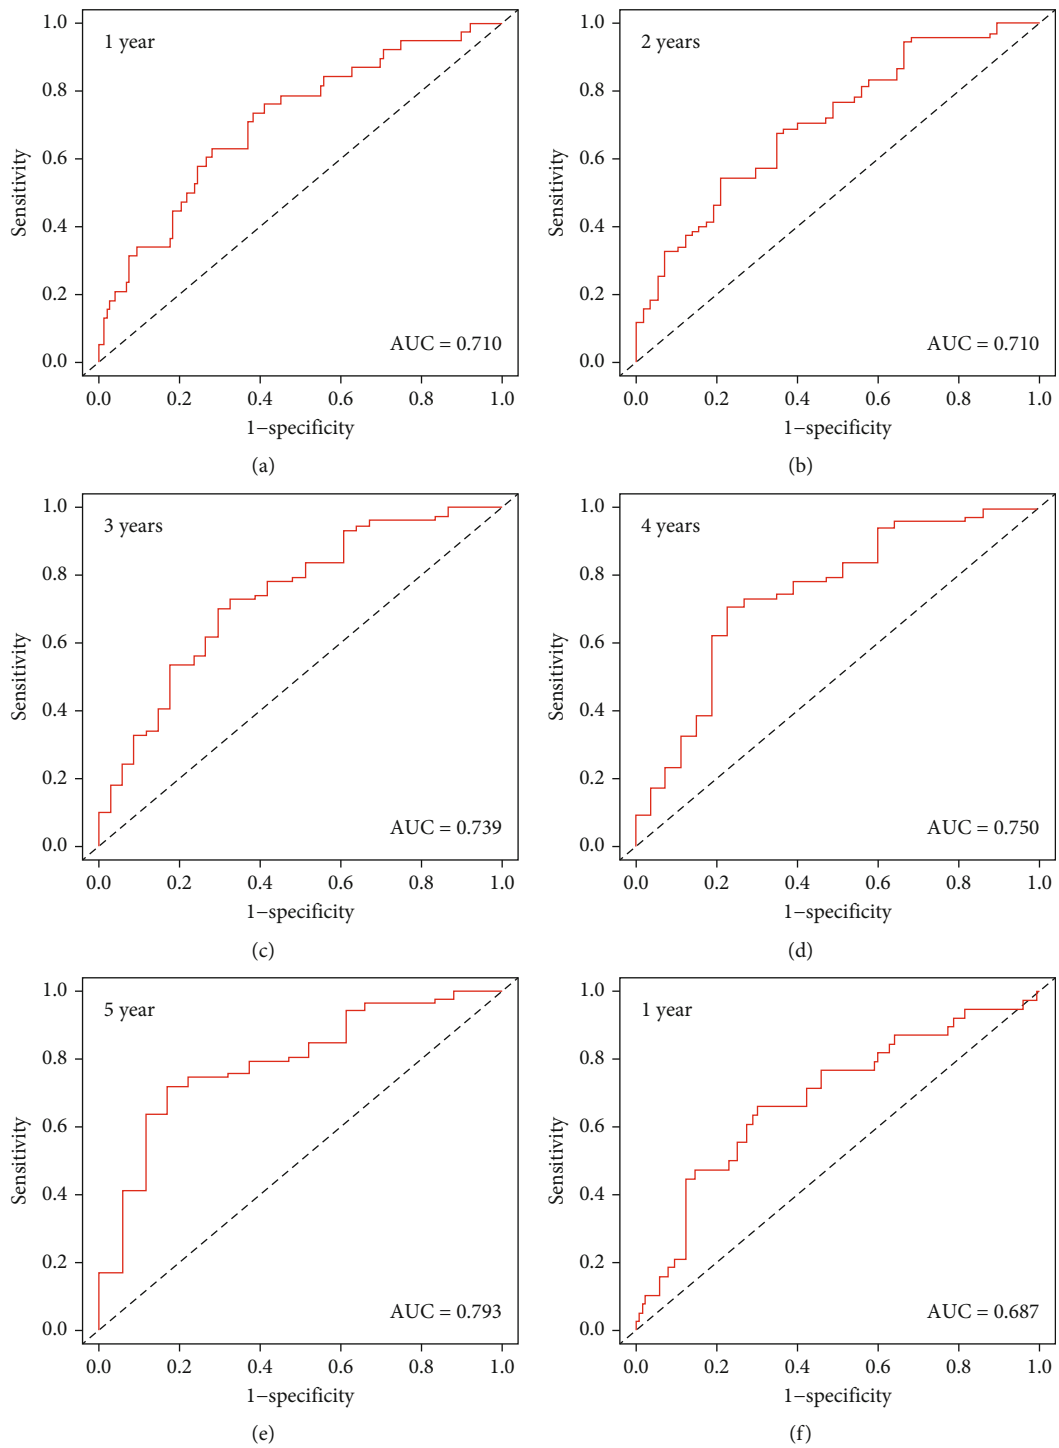 1 year
Sensitivity
1.0
0.8
0.6
0.4
0.2
0.0
AUC = 0.710
0.0 0.2 0.4 0.6 0.8 1.0
1−specificity
(a)
2 years
Sensitivity
1.0
0.8
0.6
0.4
0.2
0.0
AUC = 0.710
0.0 0.2 0.4 0.6 0.8 1.0
1−specificity
(b)
3 years
Sensitivity
1.0
0.8
0.6
0.4
0.2
0.0
AUC = 0.739
0.0 0.2 0.4 0.6 0.8 1.0
1−specificity
(c)
4 years
Sensitivity
1.0
0.8
0.6
0.4
0.2
0.0
AUC = 0.750
0.0 0.2 0.4 0.6 0.8 1.0
1−specificity
(d)
5 year
Sensitivity
1.0
0.8
0.6
0.4
0.2
0.0
AUC = 0.793
0.0 0.2 0.4 0.6 0.8 1.0
1−specificity
(e)
1 year
Sensitivity
1.0
0.8
0.6
0.4
0.2
0.0
AUC = 0.687
0.0 0.2 0.4 0.6 0.8 1.0
1−specificity
(f)